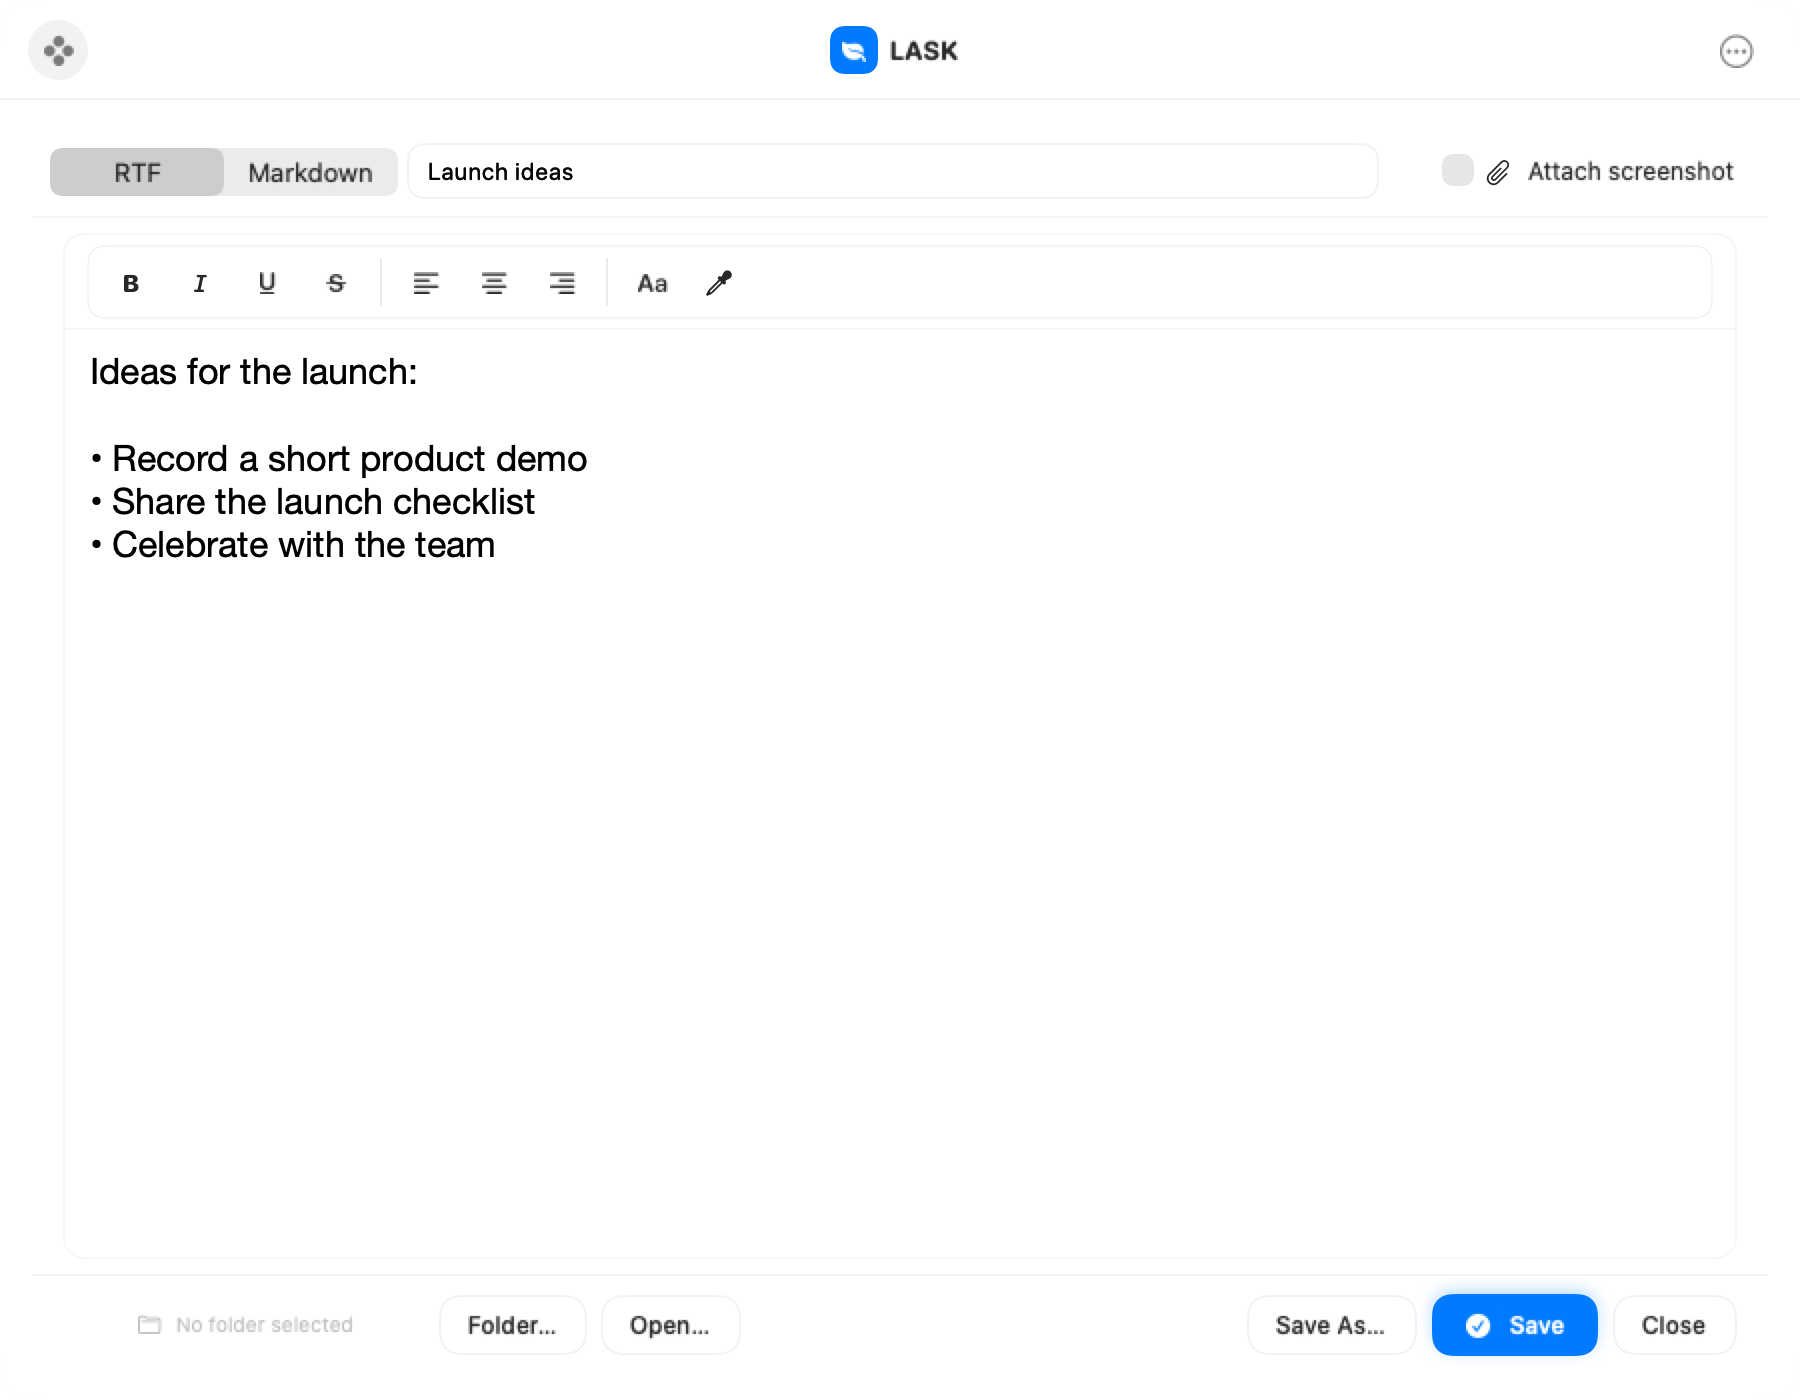 LASK
RTF Markdown Launch ideas Attach screenshot
B I U S Aa
Ideas for the launch:
• Record a short product demo
• Share the launch checklist
• Celebrate with the team
No folder selected Folder... Open... Save As... Save Close